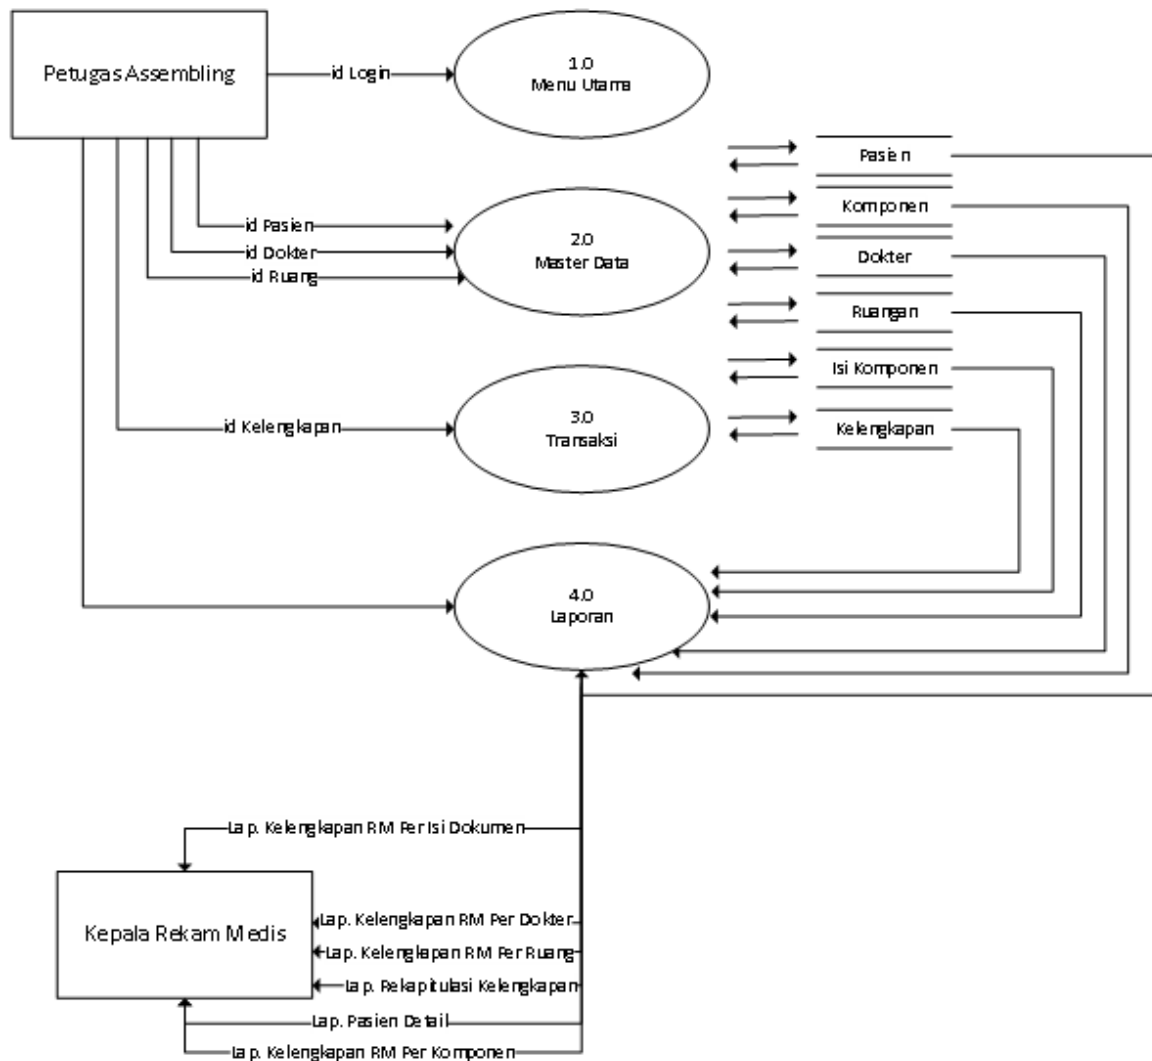 Petugas Assembling
id Login
1.0
Menu Utama
Pasien
Komponen
id Pasien
id Dokter
id Ruang
2.0
Master Data
Dokter
Ruangan
Isi Komponen
id Kelengkapan
3.0
Transaksi
Kelengkapan
4.0
Laporan
Lap. Kelengkapan RM Per Isi Dokumen
Kepala Rekam Medis
Lap. Kelengkapan RM Per Dokter
Lap. Kelengkapan RM Per Ruang
Lap. Rekapitulasi Kelengkapan
Lap. Pasien Detail
Lap. Kelengkapan RM Per Komponen